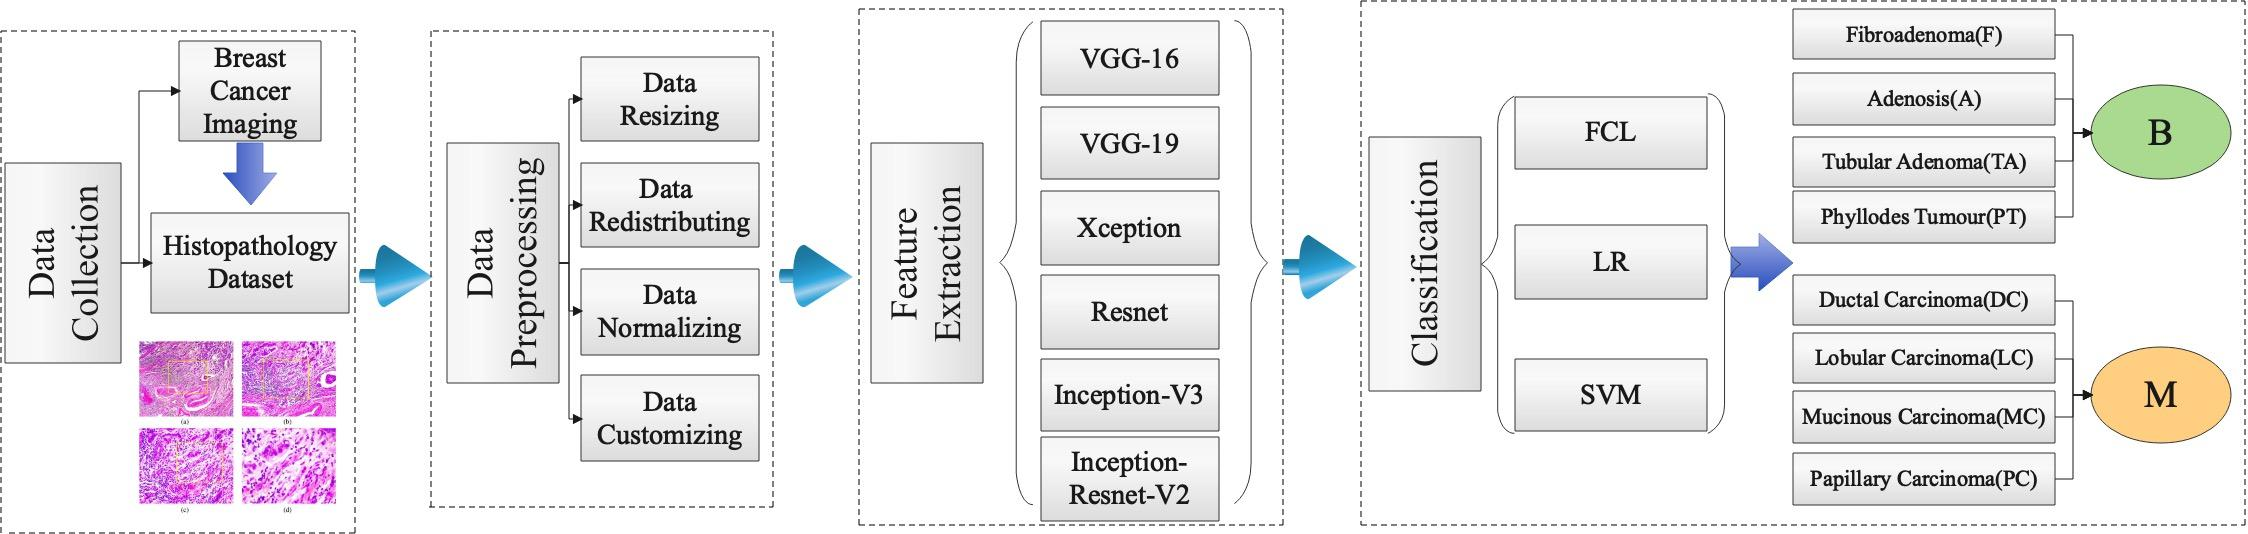 Data
Collection
Breast
Cancer
Imaging
Histopathology
Dataset
(a)
(b)
(c)
(d)
Data
Preprocessing
Data
Resizing
Data
Redistributing
Data
Normalizing
Data
Customizing
Feature
Extraction
VGG-16
VGG-19
Xception
Resnet
Inception-V3
Inception-
Resnet-V2
Classification
FCL
LR
SVM
Fibroadenoma(F)
Adenosis(A)
Tubular Adenoma(TA)
Phyllodes Tumour(PT)
B
Ductal Carcinoma(DC)
Lobular Carcinoma(LC)
Mucinous Carcinoma(MC)
Papillary Carcinoma(PC)
M